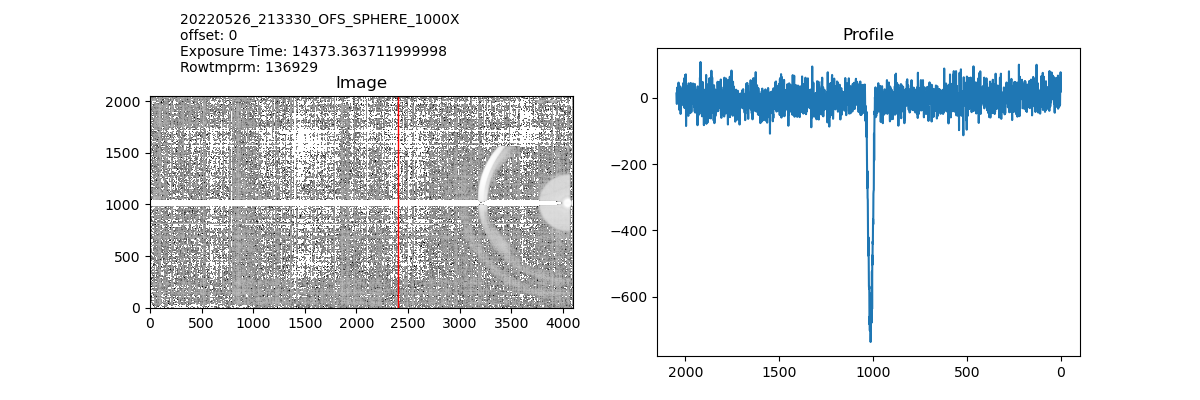 20220526_213330_OFS_SPHERE_1000X
offset: 0
Exposure Time: 14373.363711999998
Rowtmprm: 136929
Image
2000
1500
1000
500
0
0 500 1000 1500 2000 2500 3000 3500 4000
Profile
0
−200
−400
−600
2000 1500 1000 500 0